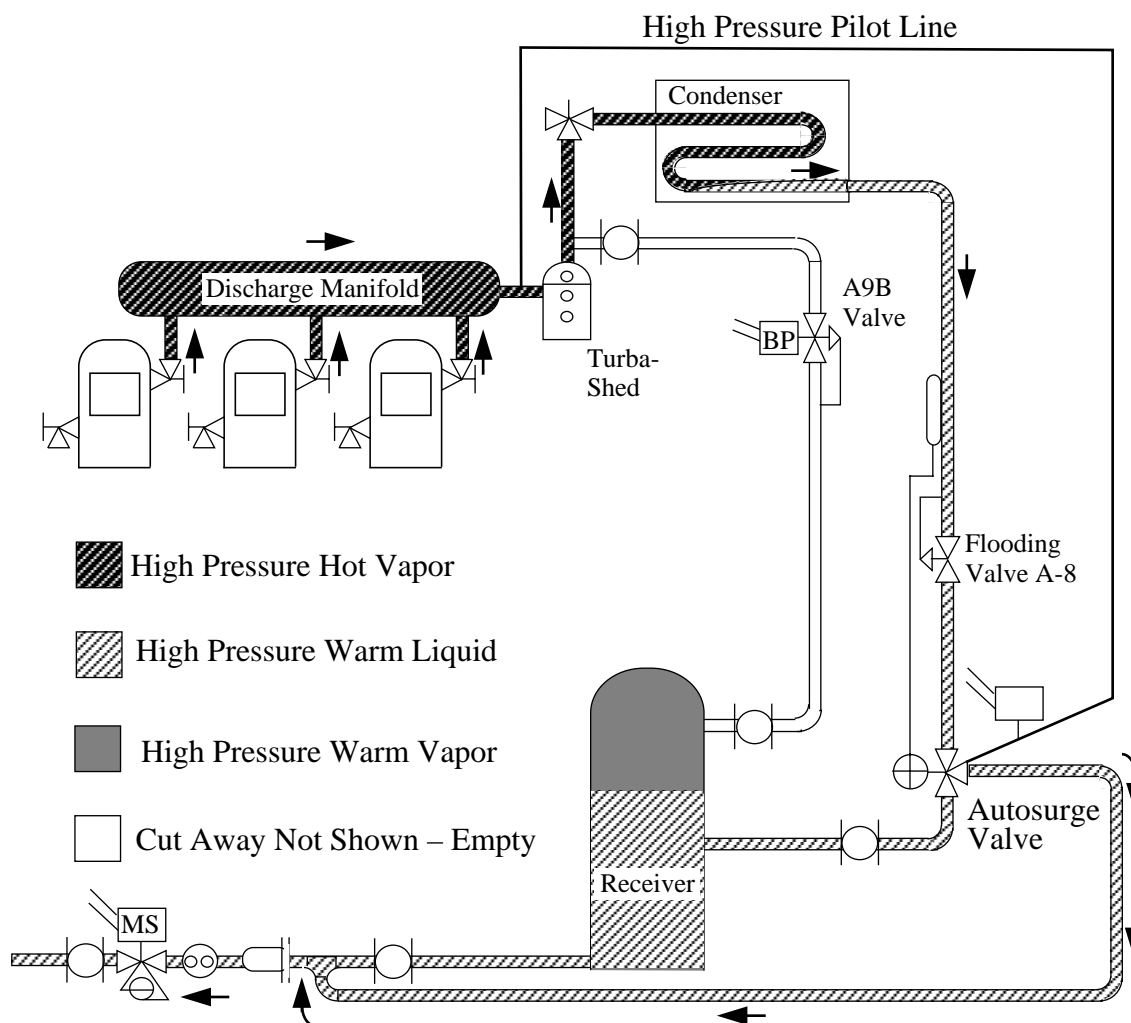 High Pressure Pilot Line
Condenser
Discharge Manifold
A9B
Valve
BP
Turba-
Shed
Flooding
Valve A-8
High Pressure Hot Vapor
High Pressure Warm Liquid
High Pressure Warm Vapor
Cut Away Not Shown – Empty
Autosurge
Valve
Receiver
MS